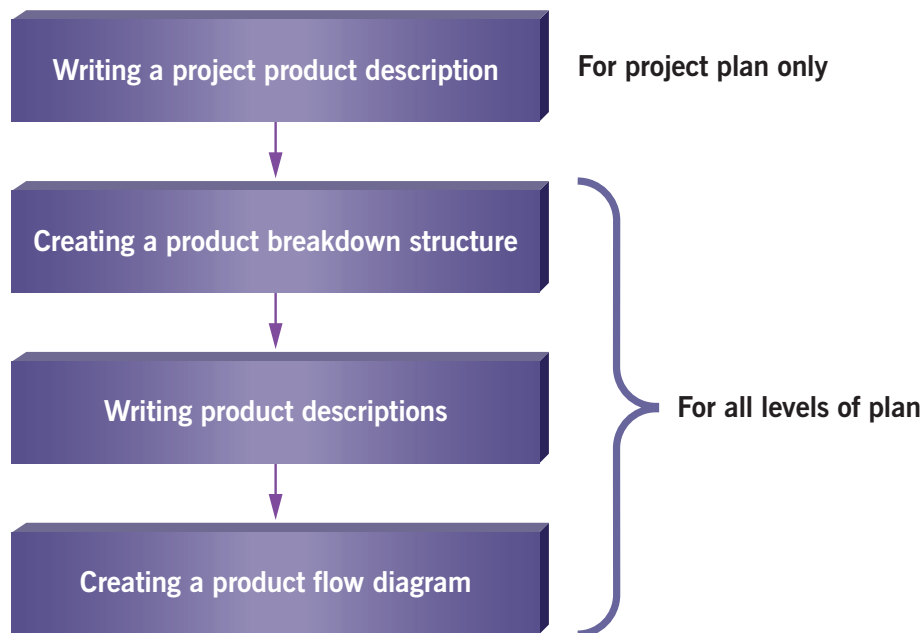 Writing a project product description
For project plan only
Creating a product breakdown structure
Writing product descriptions
For all levels of plan
Creating a product flow diagram